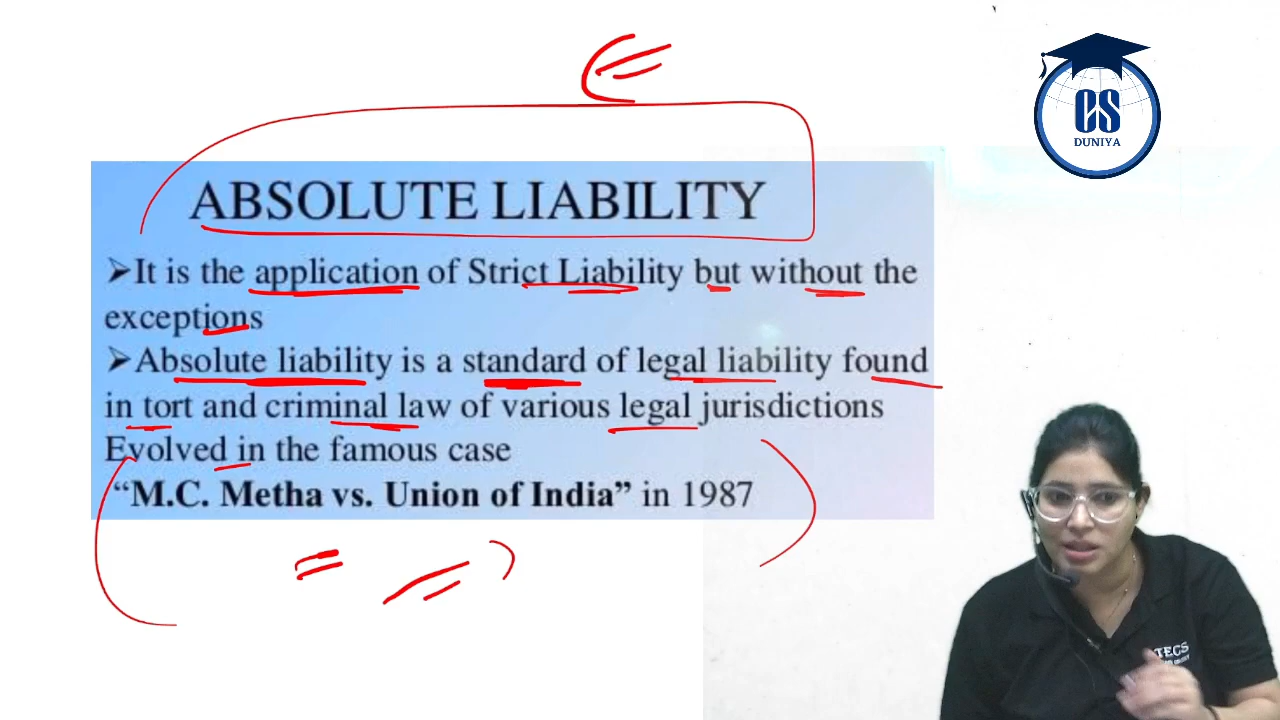 CS
DUNIYA
ABSOLUTE LIABILITY
➢It is the application of Strict Liability but without the
exceptions
➢Absolute liability is a standard of legal liability found
in tort and criminal law of various legal jurisdictions
Evolved in the famous case
“M.C. Metha vs. Union of India” in 1987
TECS